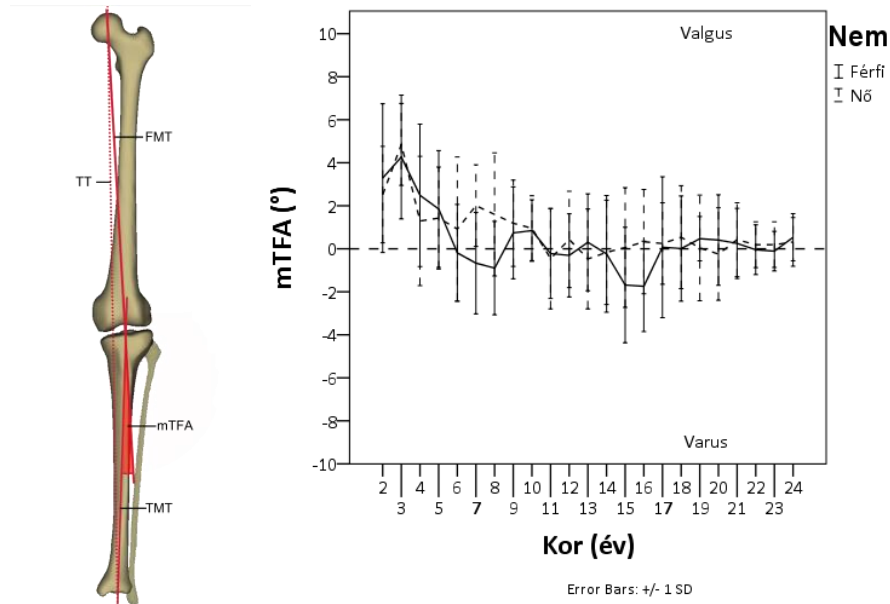 FMT
TT
mTFA
TMT
10
8
6
4
2
0
-2
-4
-6
-8
-10
mTFA (°)
Valgus
Varus
Nem
Férfi
Nő
2 4 6 8 10 12 14 16 18 20 22 24
3 5 7 9 11 13 15 17 19 21 23
Kor (év)
Error Bars: +/- 1 SD